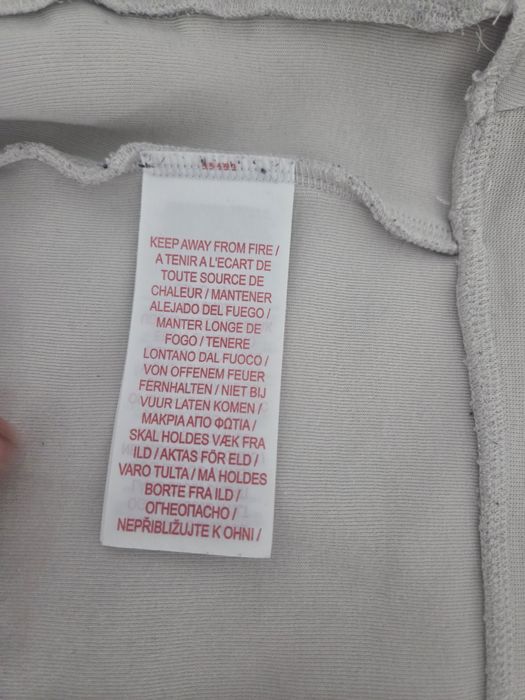 KEEP AWAY FROM FIRE /
A TENIR A L'ECART DE
TOUTE SOURCE DE
CHALEUR / MANTENER
ALEJADO DEL FUEGO /
MANTER LONGE DE
FOGO / TENERE
LONTANO DAL FUOCO /
VON OFFENEM FEUER
FERNHALTEN / NIET BIJ
VUUR LATEN KOMEN /
ΜΑΚΡΙΑ ΑΠΟ ΦΩΤΙΑ /
SKAL HOLDES VÆK FRA
ILD / AKTAS FÖR ELD /
VARO TULTA / MÅ HOLDES
BORTE FRA ILD /
ОГНЕОПАСНО /
NEPŘIBLIŽUJTE K OHNI /